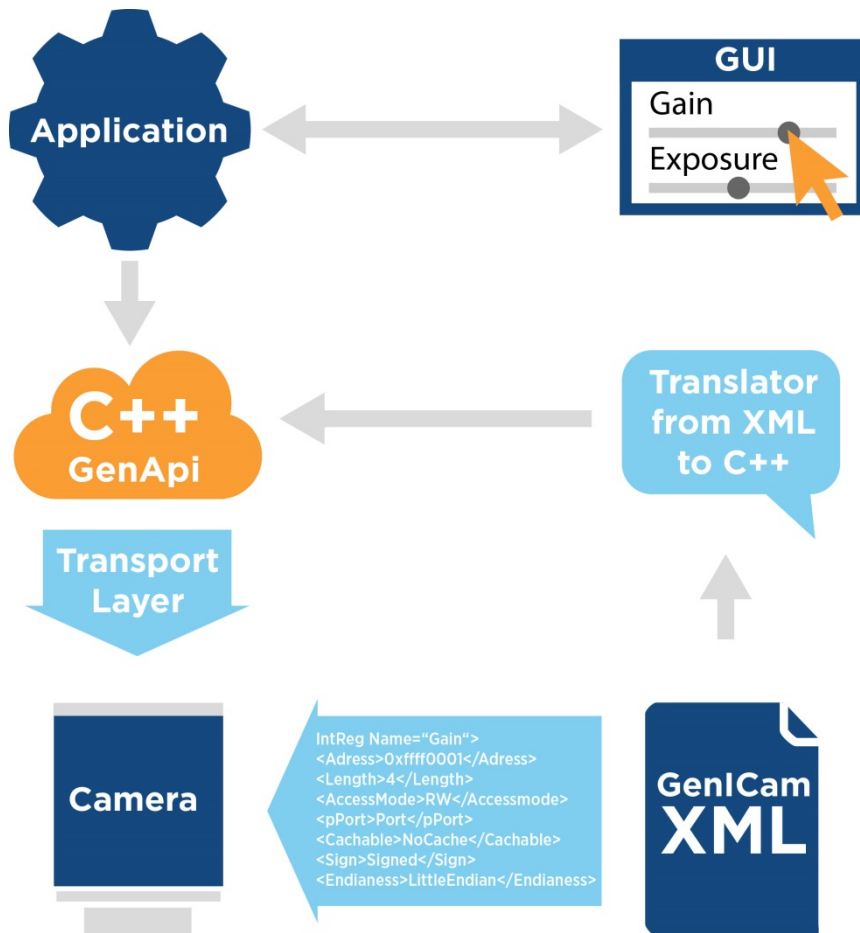 Application
GUI
Gain
Exposure
C++
GenApi
Translator
from XML
to C++
Transport
Layer
Camera
IntReg Name=“Gain“>
<Adress>0xffff0001</Adress>
<Length>4</Length>
<AccessMode>RW</Accessmode>
<pPort>Port</pPort>
<Cachable>NoCache</Cachable>
<Sign>Signed</Sign>
<Endianess>LittleEndian</Endianess>
GenICam
XML